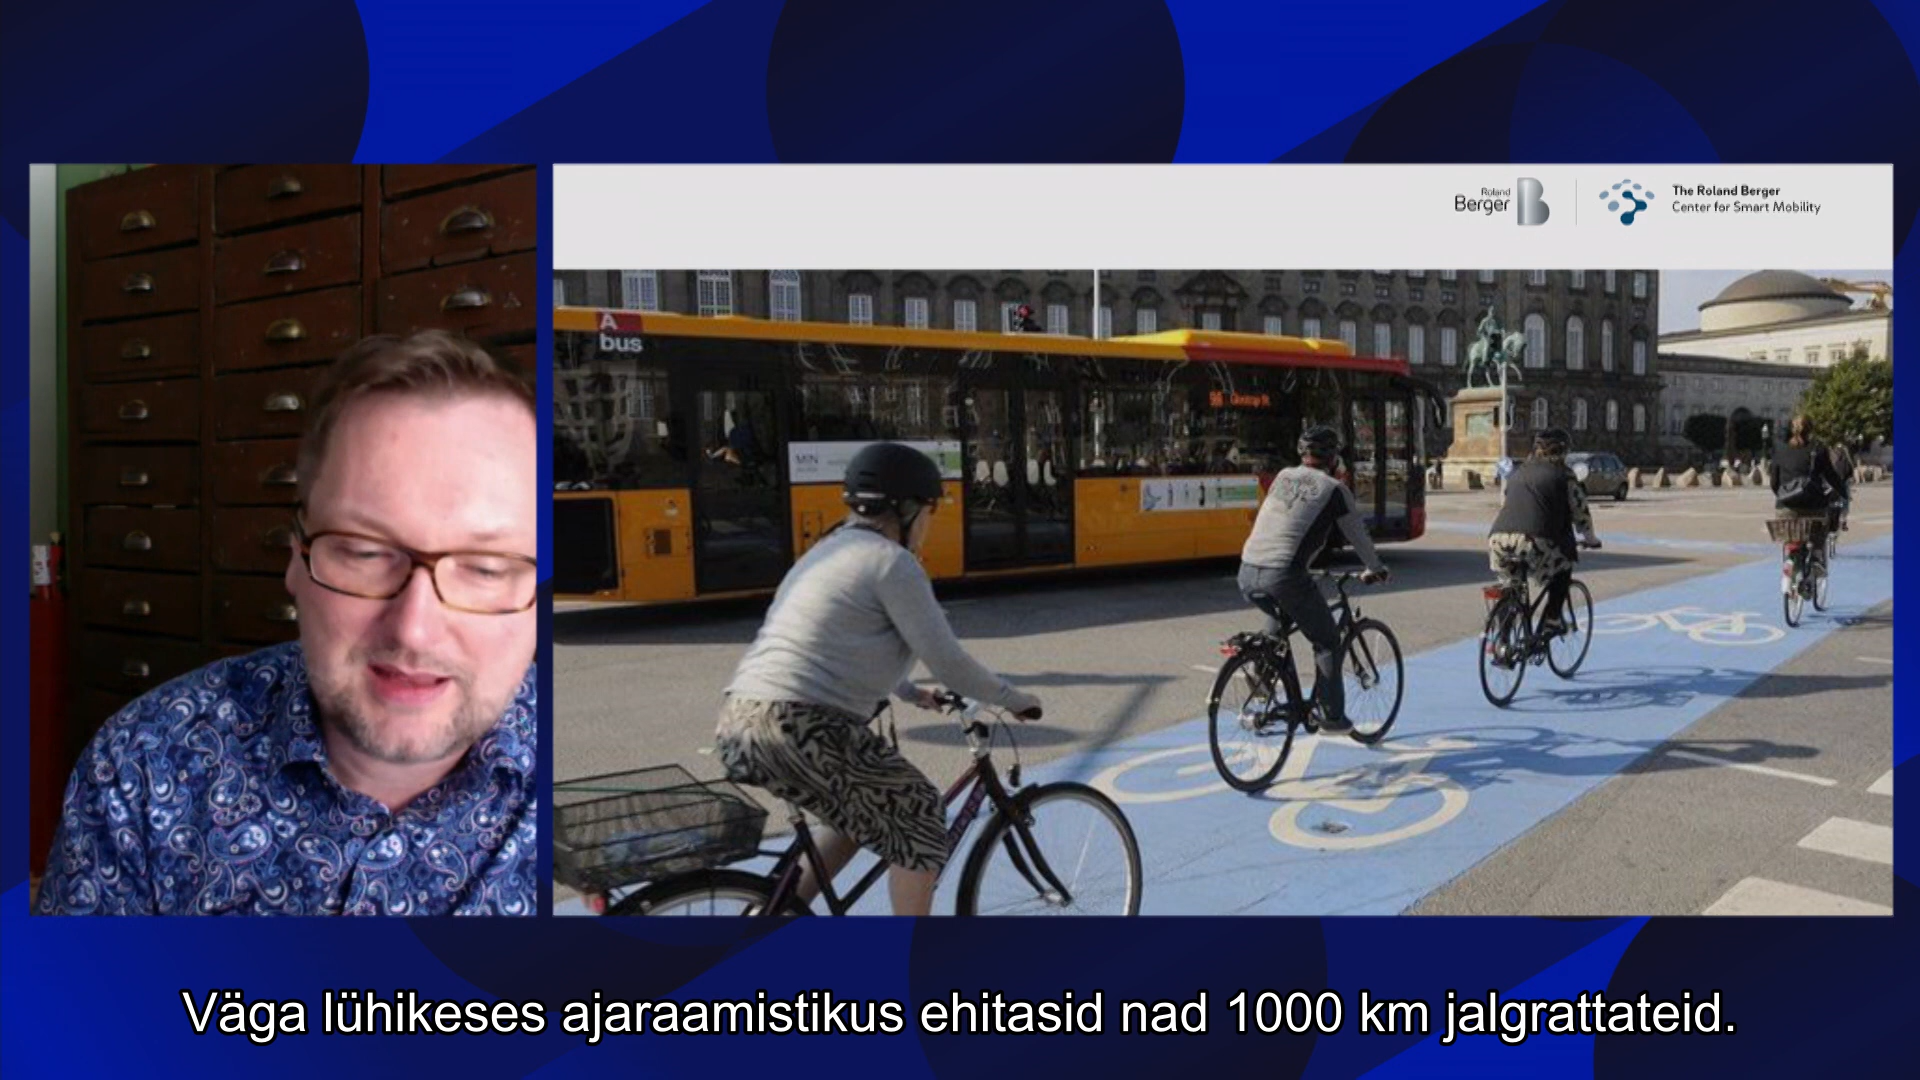 Roland
Berger
The Roland Berger
Center for Smart Mobility
A
bus
Väga lühikeses ajaraamistikus ehitasid nad 1000 km jalgrattateid.